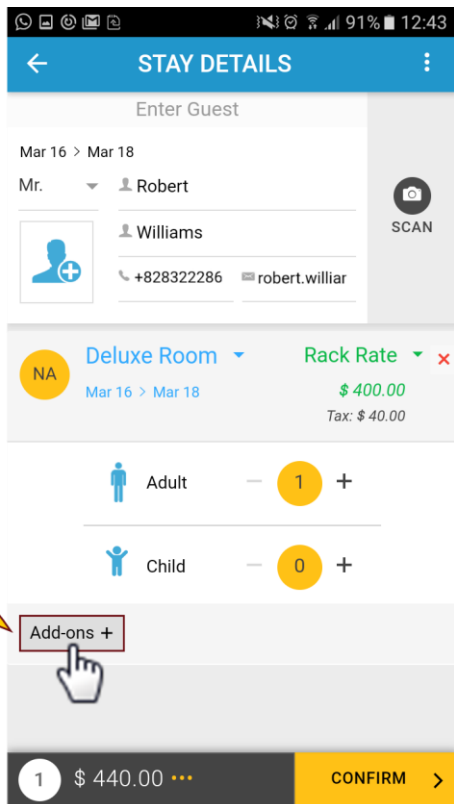 91% 12:43
STAY DETAILS
Enter Guest
Mar 16 > Mar 18
Mr. Robert
Williams
SCAN
+828322286 robert.williar
NA
Deluxe Room Rack Rate
Mar 16 > Mar 18 $ 400.00
Tax: $ 40.00
Adult − 1 +
Child − 0 +
Add-ons +
1 $ 440.00 ••• CONFIRM >